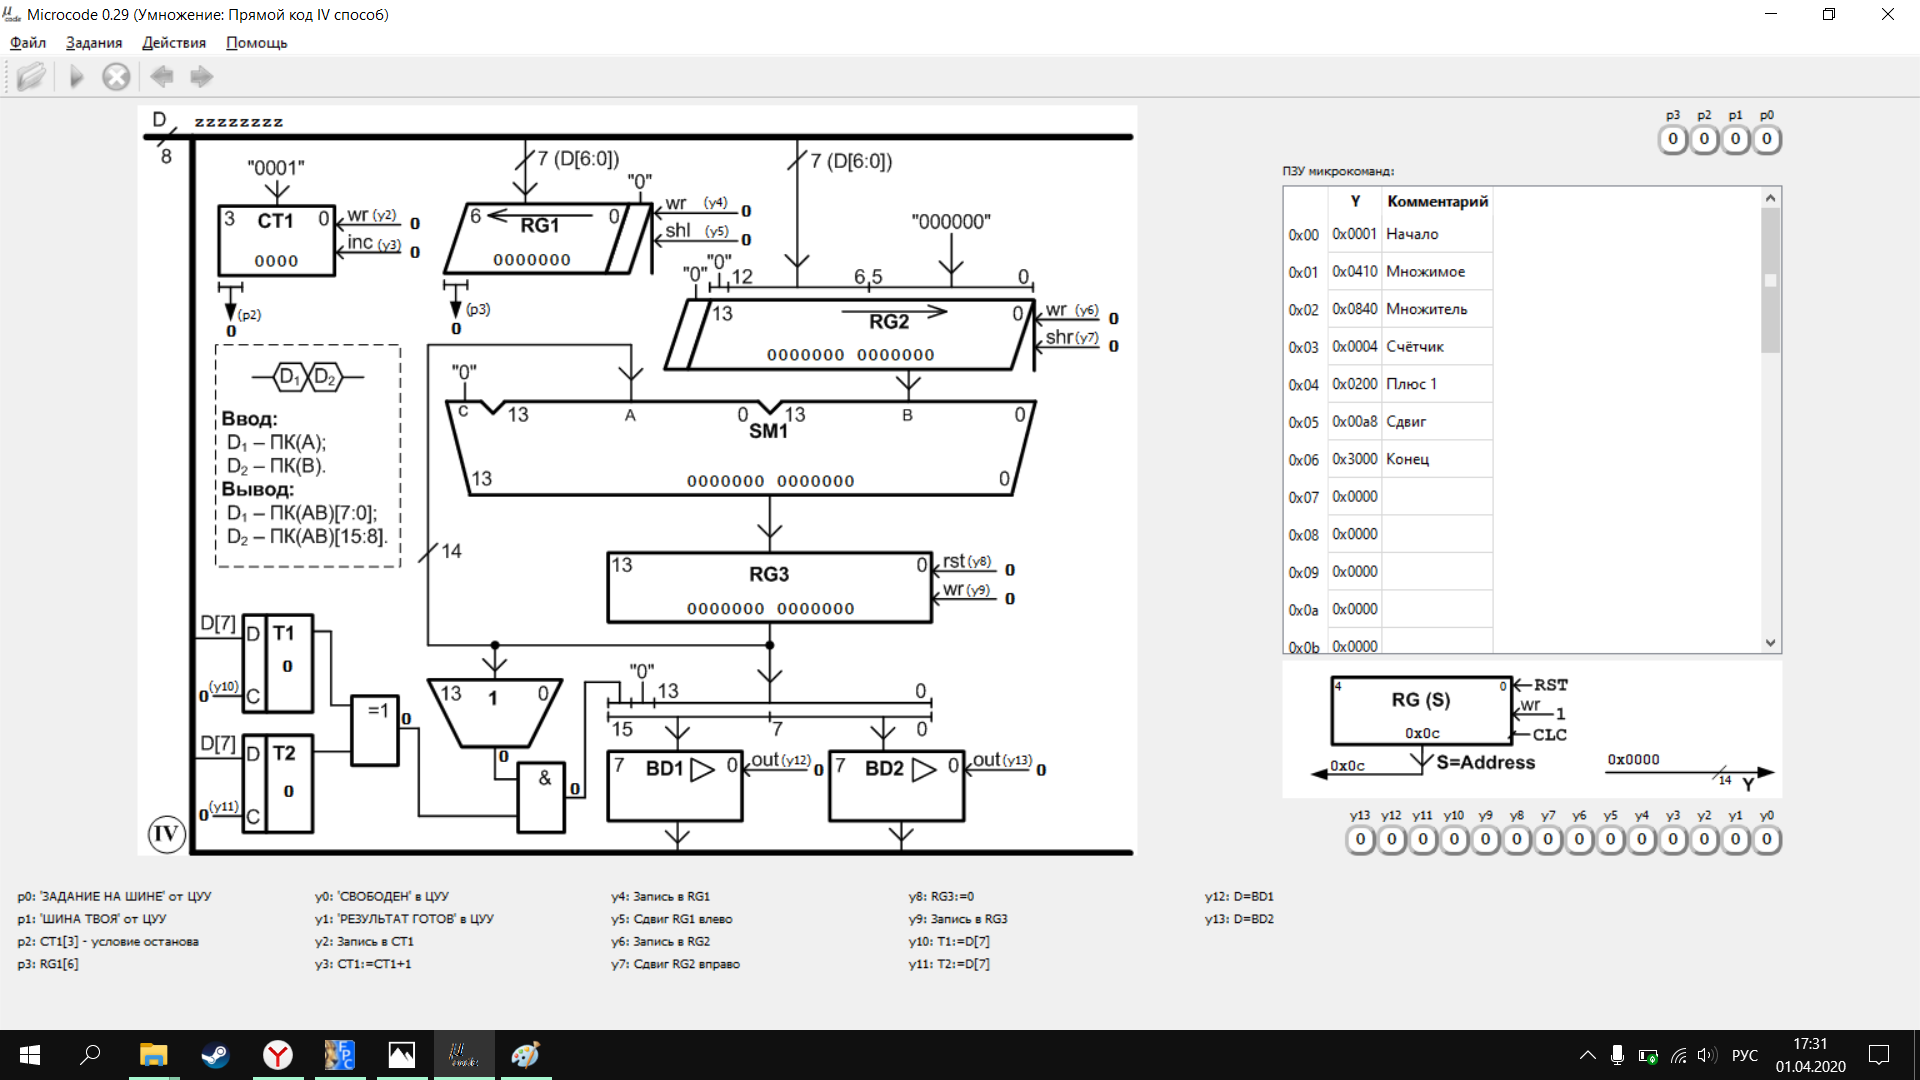 Microcode 0.29 (Умножение: Прямой код IV способ)
Файл Задания Действия Помощь
D zzzzzzzz
8
"0001"
3 CT1 0
0000
wr (y2) 0
inc (y3) 0
(p2)
0
7 (D[6:0])
"0"
6 RG1 0
0000000
wr (y4) 0
shl (y5) 0
(p3)
0
7 (D[6:0])
"000000"
"0" "0" 12 6,5 0
13 RG2 0
0000000 0000000
wr (y6) 0
shr (y7) 0
D1 D2
Ввод:
D1 – ПК(A);
D2 – ПК(B).
Вывод:
D1 – ПК(AB)[7:0];
D2 – ПК(AB)[15:8].
"0"
C 13 A 0 13 B 0
SM1
13 0000000 0000000 0
14
13 RG3 0
0000000 0000000
rst (y8) 0
wr (y9) 0
D[7] D T1
0
0 (y10) C
D[7] D T2
0
0 (y11) C
=1 0
13 1 0
0
& 0
"0" 13 0
15 7 0
7 BD1 0 out (y12) 0
7 BD2 0 out (y13) 0
IV
p3 p2 p1 p0
0 0 0 0
ПЗУ микрокоманд:
Y Комментарий
0x00 0x0001 Начало
0x01 0x0410 Множимое
0x02 0x0840 Множитель
0x03 0x0004 Счётчик
0x04 0x0200 Плюс 1
0x05 0x00a8 Сдвиг
0x06 0x3000 Конец
0x07 0x0000
0x08 0x0000
0x09 0x0000
0x0a 0x0000
0x0b 0x0000
4 RG (S) 0
0x0c
RST
wr 1
CLC
0x0c S=Address
0x0000
14 Y
y13 y12 y11 y10 y9 y8 y7 y6 y5 y4 y3 y2 y1 y0
0 0 0 0 0 0 0 0 0 0 0 0 0 0
p0: 'ЗАДАНИЕ НА ШИНЕ' от ЦУУ
p1: 'ШИНА ТВОЯ' от ЦУУ
p2: CT1[3] - условие останова
p3: RG1[6]
y0: 'СВОБОДЕН' в ЦУУ
y1: 'РЕЗУЛЬТАТ ГОТОВ' в ЦУУ
y2: Запись в CT1
y3: CT1:=CT1+1
y4: Запись в RG1
y5: Сдвиг RG1 влево
y6: Запись в RG2
y7: Сдвиг RG2 вправо
y8: RG3:=0
y9: Запись в RG3
y10: T1:=D[7]
y11: T2:=D[7]
y12: D=BD1
y13: D=BD2
РУС
17:31
01.04.2020